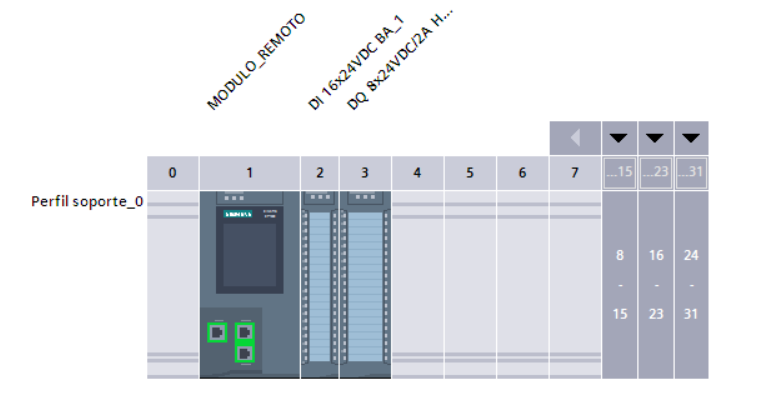 MODULO_REMOTO
DI 16x24VDC BA_1
DQ 8x24VDC/2A H...
0 1 2 3 4 5 6 7 ...15 ...23 ...31
Perfil soporte_0
SIEMENS
8 16 24
- - -
15 23 31